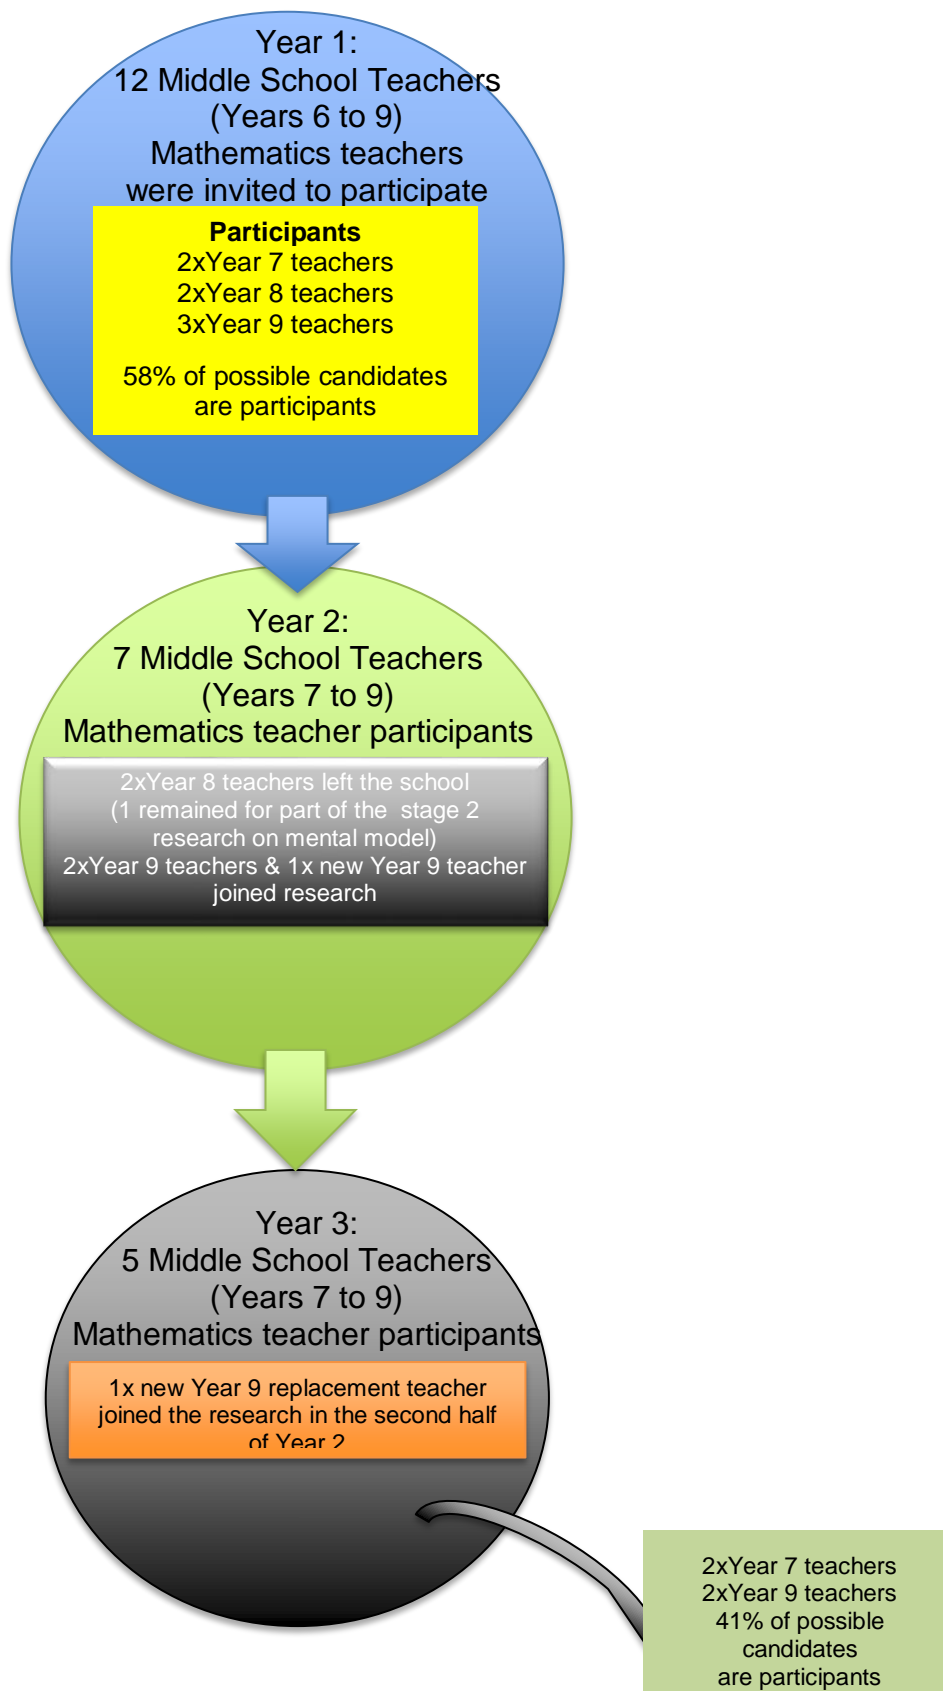 Year 1:
12 Middle School Teachers
(Years 6 to 9)
Mathematics teachers
were invited to participate
Participants
2xYear 7 teachers
2xYear 8 teachers
3xYear 9 teachers
58% of possible candidates
are participants
Year 2:
7 Middle School Teachers
(Years 7 to 9)
Mathematics teacher participants
2xYear 8 teachers left the school
(1 remained for part of the stage 2
research on mental model)
2xYear 9 teachers & 1x new Year 9 teacher
joined research
Year 3:
5 Middle School Teachers
(Years 7 to 9)
Mathematics teacher participants
1x new Year 9 replacement teacher
joined the research in the second half
of Year 2
2xYear 7 teachers
2xYear 9 teachers
41% of possible
candidates
are participants